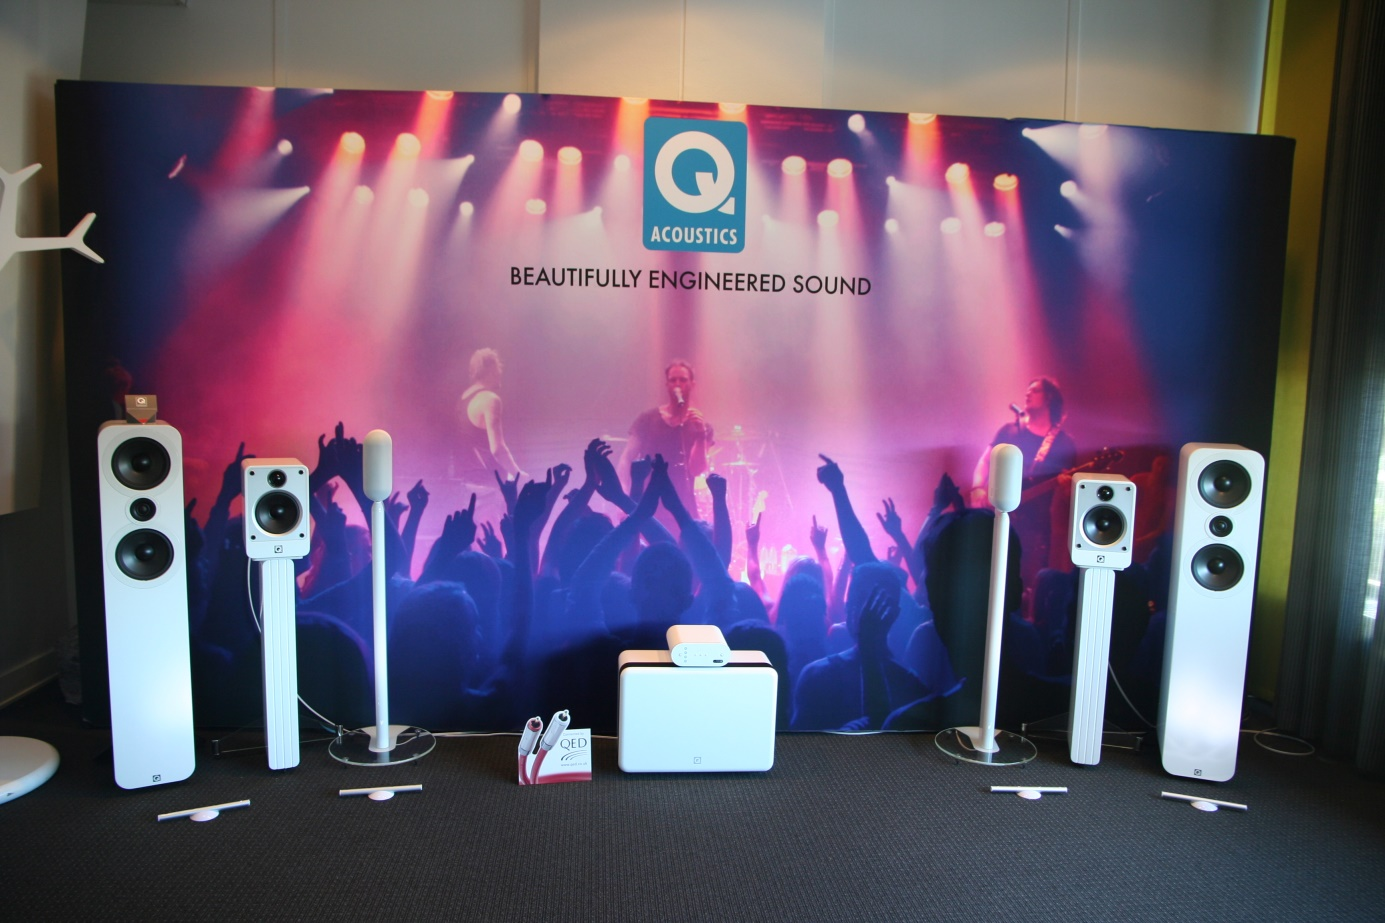 Q
ACOUSTICS
BEAUTIFULLY ENGINEERED SOUND
QED